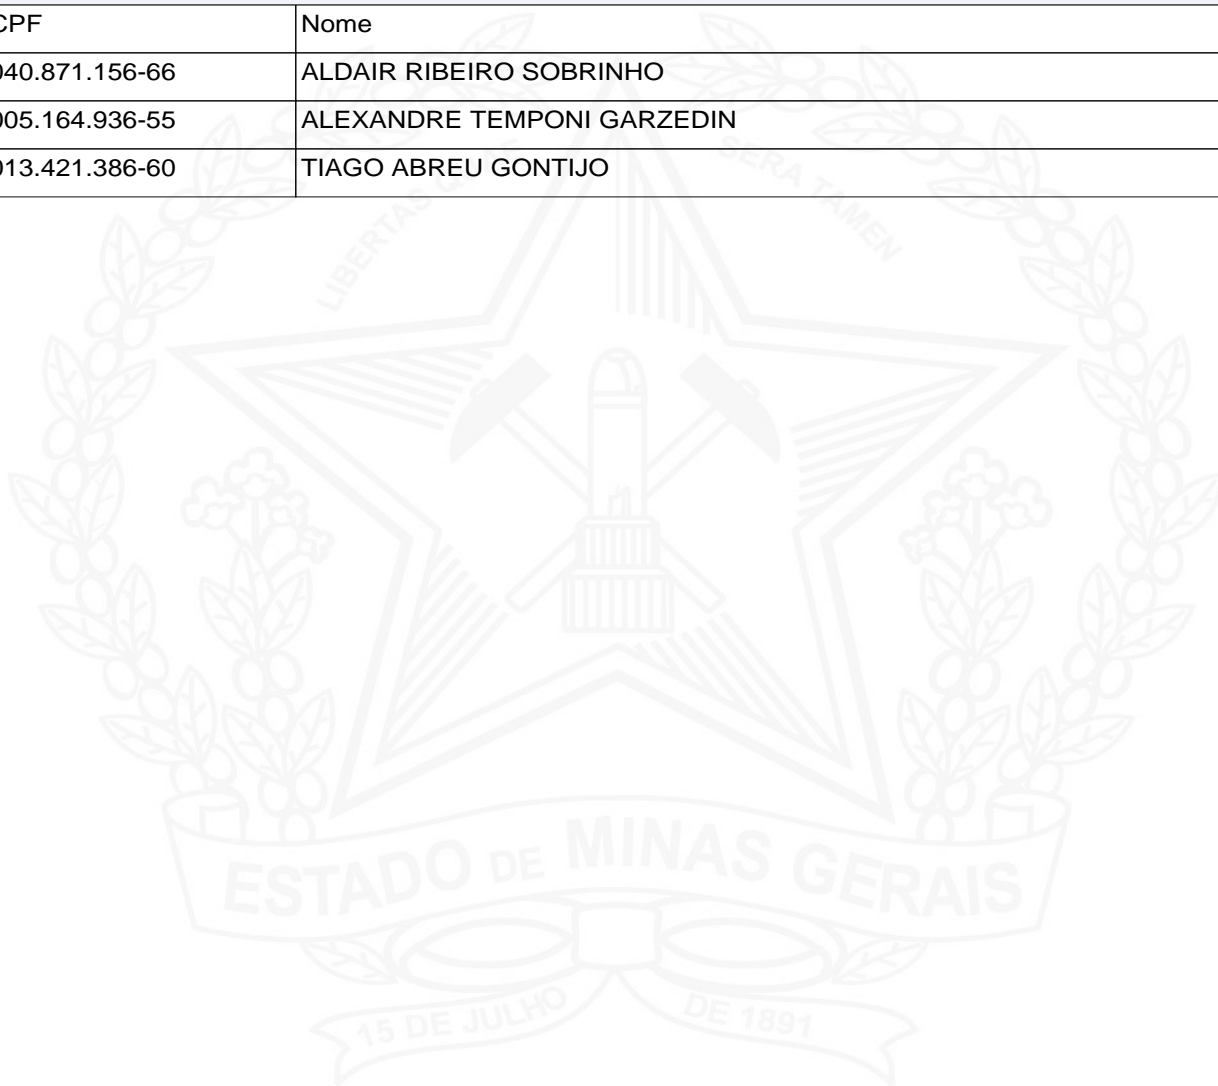 CPF Nome
040.871.156-66 ALDAIR RIBEIRO SOBRINHO
005.164.936-55 ALEXANDRE TEMPONI GARZEDIN
013.421.386-60 TIAGO ABREU GONTIJO
LIBERTAS QUÆ SERA TAMEN
ESTADO DE MINAS GERAIS
15 DE JULHO DE 1891